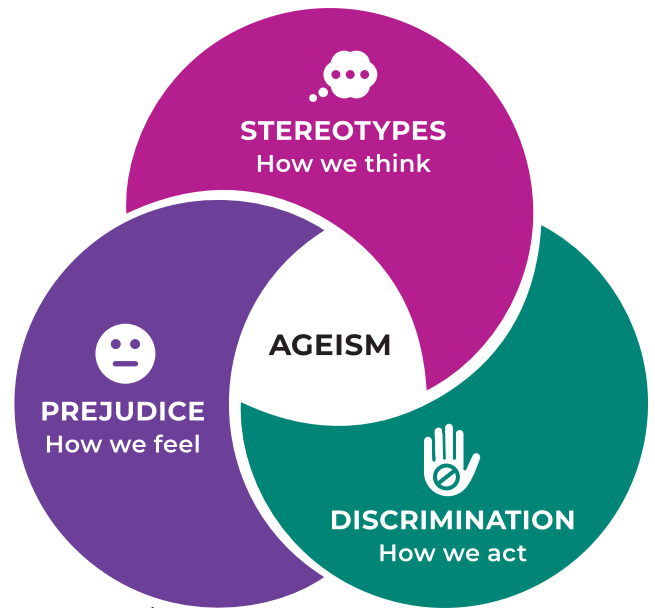 STEREOTYPES
How we think
AGEISM
PREJUDICE
How we feel
DISCRIMINATION
How we act